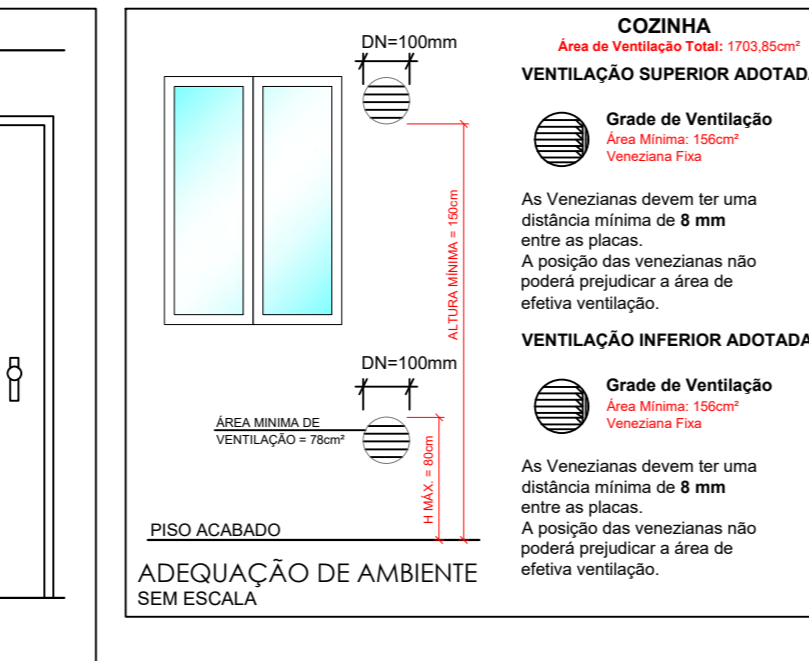 DN=100mm
ALTURA MÍNIMA = 150cm
DN=100mm
ÁREA MINIMA DE
VENTILAÇÃO = 78cm²
H MÁX. = 80cm
PISO ACABADO
ADEQUAÇÃO DE AMBIENTE
SEM ESCALA
COZINHA
Área de Ventilação Total: 1703,85cm²
VENTILAÇÃO SUPERIOR ADOTADA
Grade de Ventilação
Área Mínima: 156cm²
Veneziana Fixa
As Venezianas devem ter uma
distância mínima de 8 mm
entre as placas.
A posição das venezianas não
poderá prejudicar a área de
efetiva ventilação.
VENTILAÇÃO INFERIOR ADOTADA
Grade de Ventilação
Área Mínima: 156cm²
Veneziana Fixa
As Venezianas devem ter uma
distância mínima de 8 mm
entre as placas.
A posição das venezianas não
poderá prejudicar a área de
efetiva ventilação.